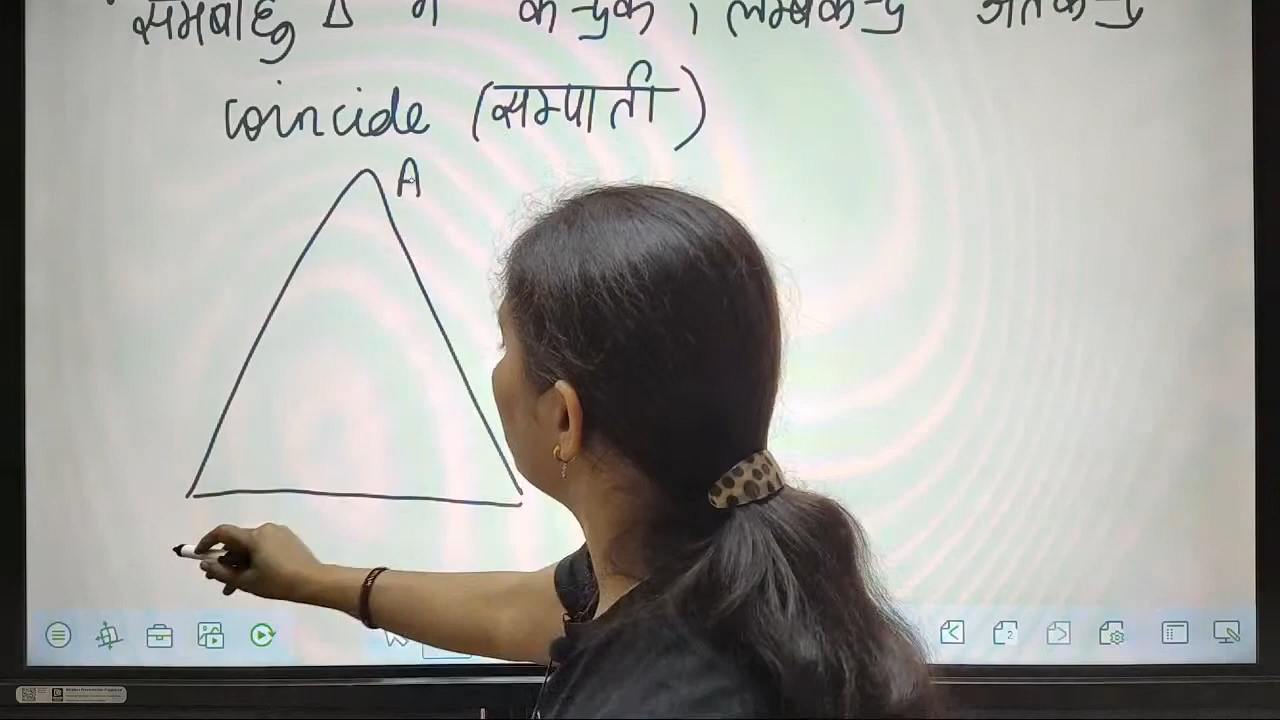 समबाहु Δ में केन्द्रक, लम्बकेन्द्र अंतकेन्द्र
coincide (सम्पाती)
A